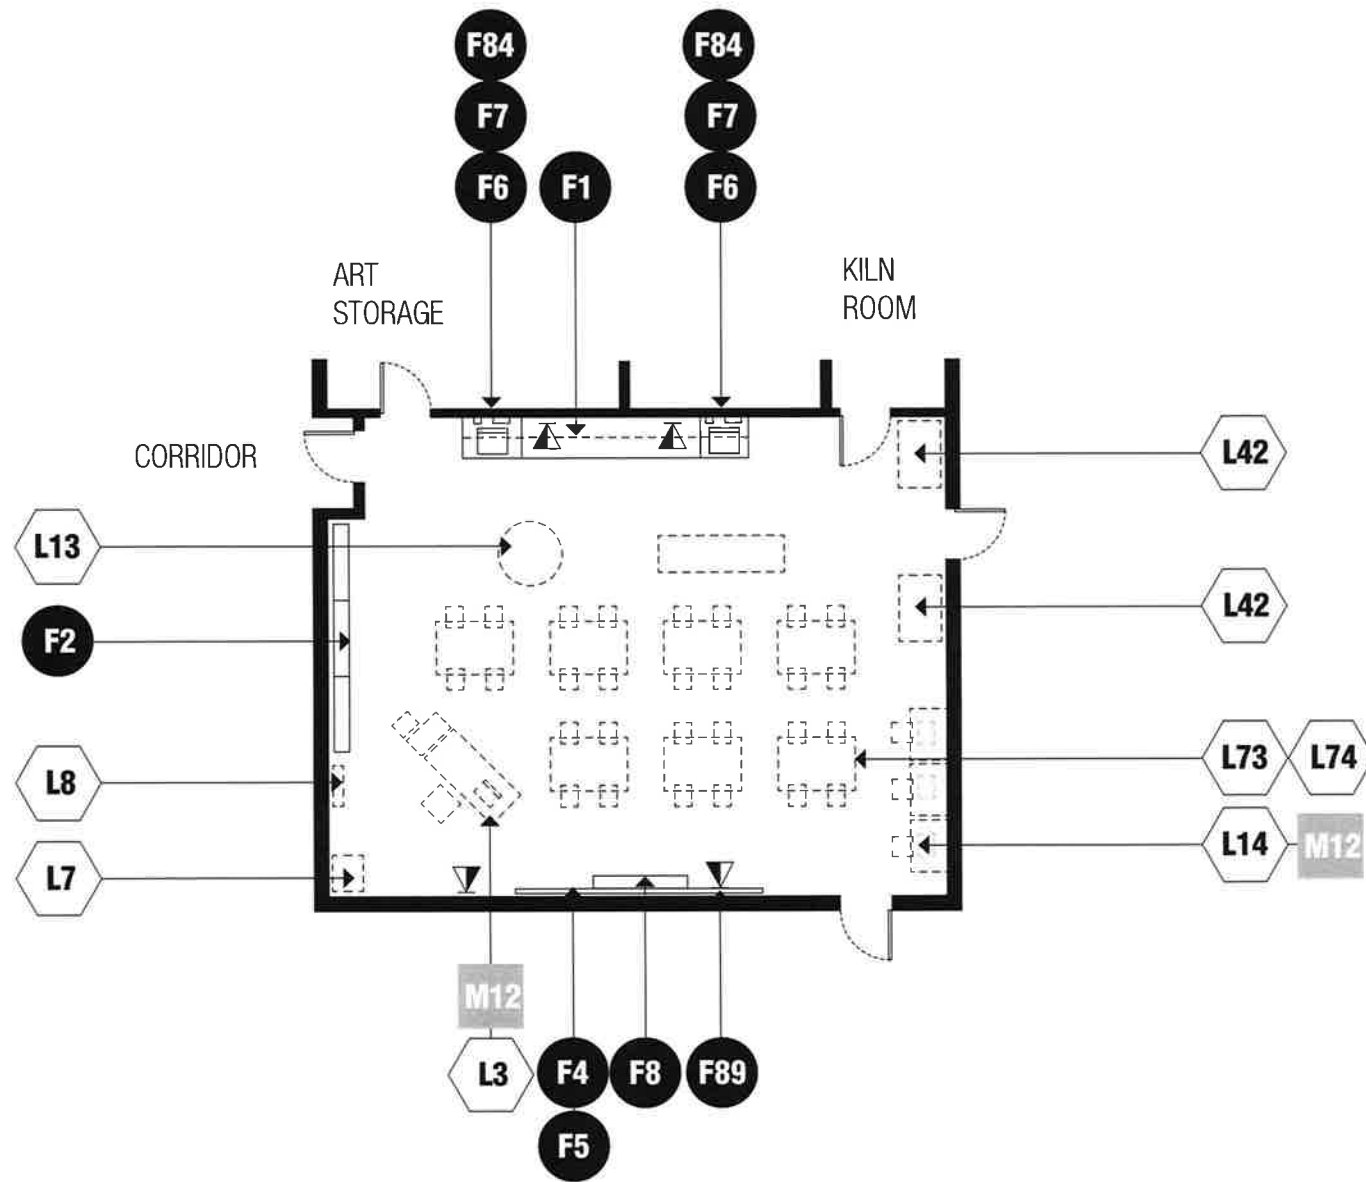 F84
F84
F7
F7
F6
F1
F6
ART
STORAGE
KILN
ROOM
CORRIDOR
L42
L13
L42
F2
L8
L73
L74
L14
M12
L7
M12
L3
F4
F8
F89
F5